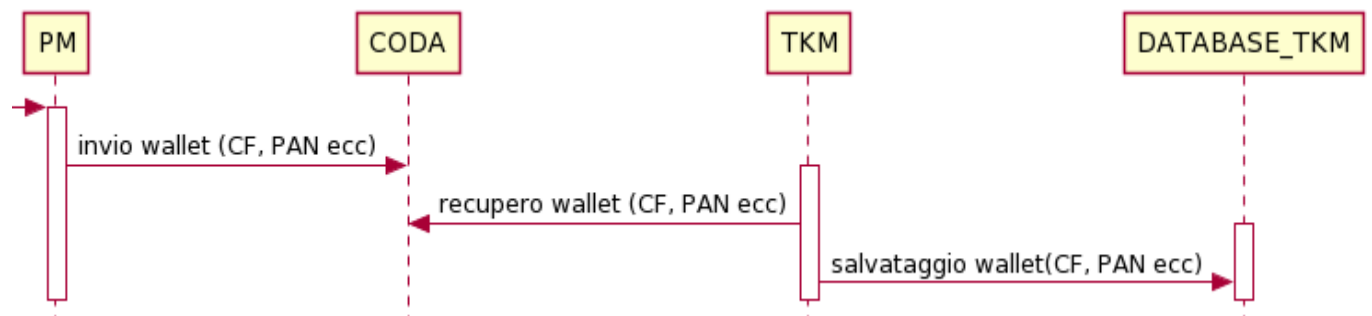 PM
CODA
TKM
DATABASE_TKM
invio wallet (CF, PAN ecc)
recupero wallet (CF, PAN ecc)
salvataggio wallet(CF, PAN ecc)